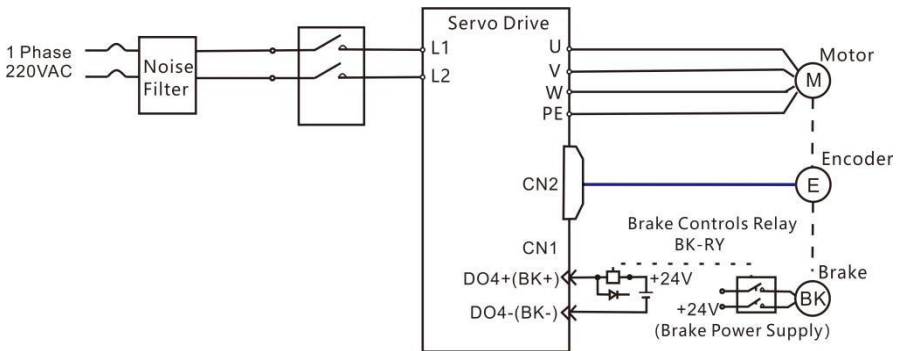 Servo Drive
1 Phase
220VAC
Noise
Filter
L1
L2
U
V
W
PE
Motor
M
CN2
Encoder
E
Brake Controls Relay
BK-RY
CN1
DO4+(BK+)
+24V
DO4-(BK-)
Brake
BK
+24V
(Brake Power Supply)